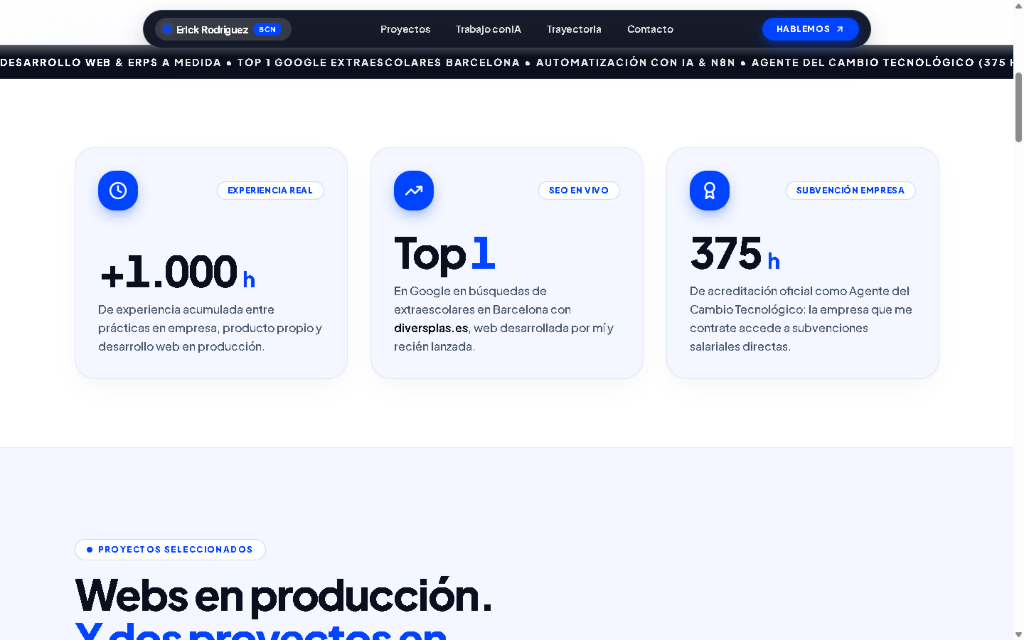 Erick Rodriguez BCN Proyectos Trabajo con IA Trayectoria Contacto HABLEMOS
DESARROLLO WEB & ERPS A MEDIDA ● TOP 1 GOOGLE EXTRAESCOLARES BARCELONA ● AUTOMATIZACIÓN CON IA & N8N ● AGENTE DEL CAMBIO TECNOLÓGICO (375 H
EXPERIENCIA REAL
+1.000 h
De experiencia acumulada entre
prácticas en empresa, producto propio y
desarrollo web en producción.
SEO EN VIVO
Top 1
En Google en búsquedas de
extraescolares en Barcelona con
diversplas.es, web desarrollada por mí y
recién lanzada.
SUBVENCIÓN EMPRESA
375 h
De acreditación oficial como Agente del
Cambio Tecnológico: la empresa que me
contrate accede a subvenciones
salariales directas.
PROYECTOS SELECCIONADOS
Webs en producción.
Y dos proyectos en